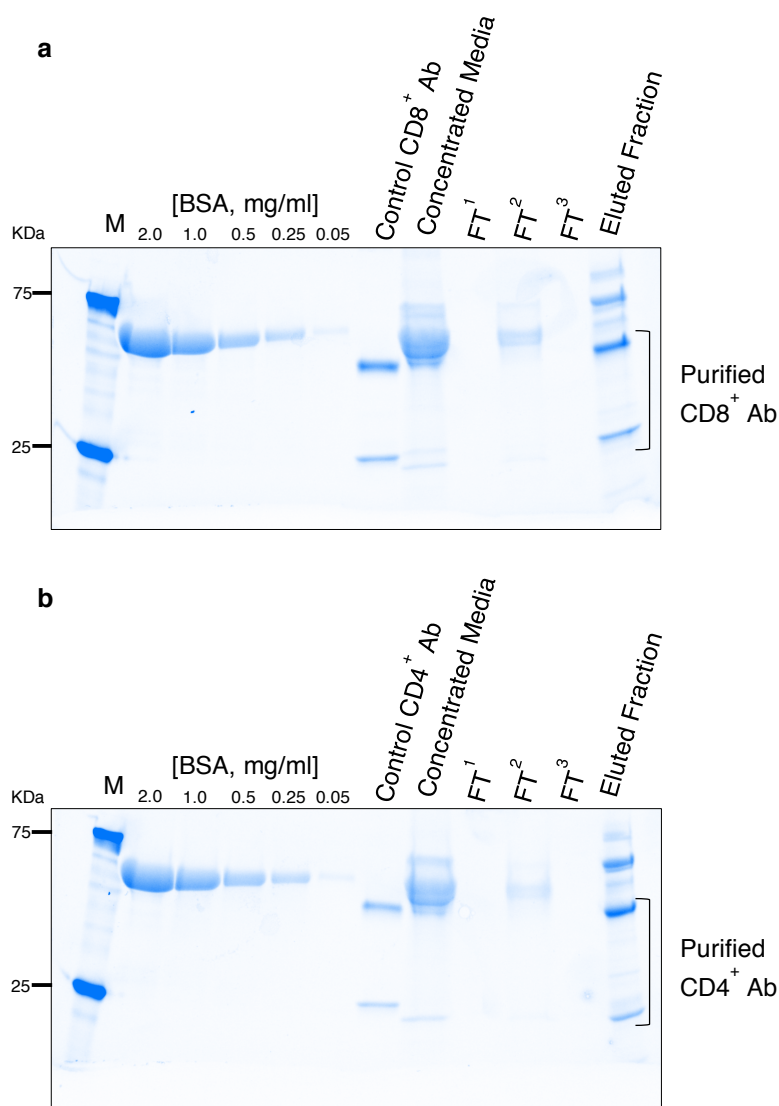 a
Control CD8+ Ab
Concentrated Media
FT1
FT2
FT3
Eluted Fraction
[BSA, mg/ml]
KDa
M
2.0 1.0 0.5 0.25 0.05
75
25
Purified
CD8+ Ab
b
Control CD4+ Ab
Concentrated Media
FT1
FT2
FT3
Eluted Fraction
[BSA, mg/ml]
KDa
M
2.0 1.0 0.5 0.25 0.05
75
25
Purified
CD4+ Ab